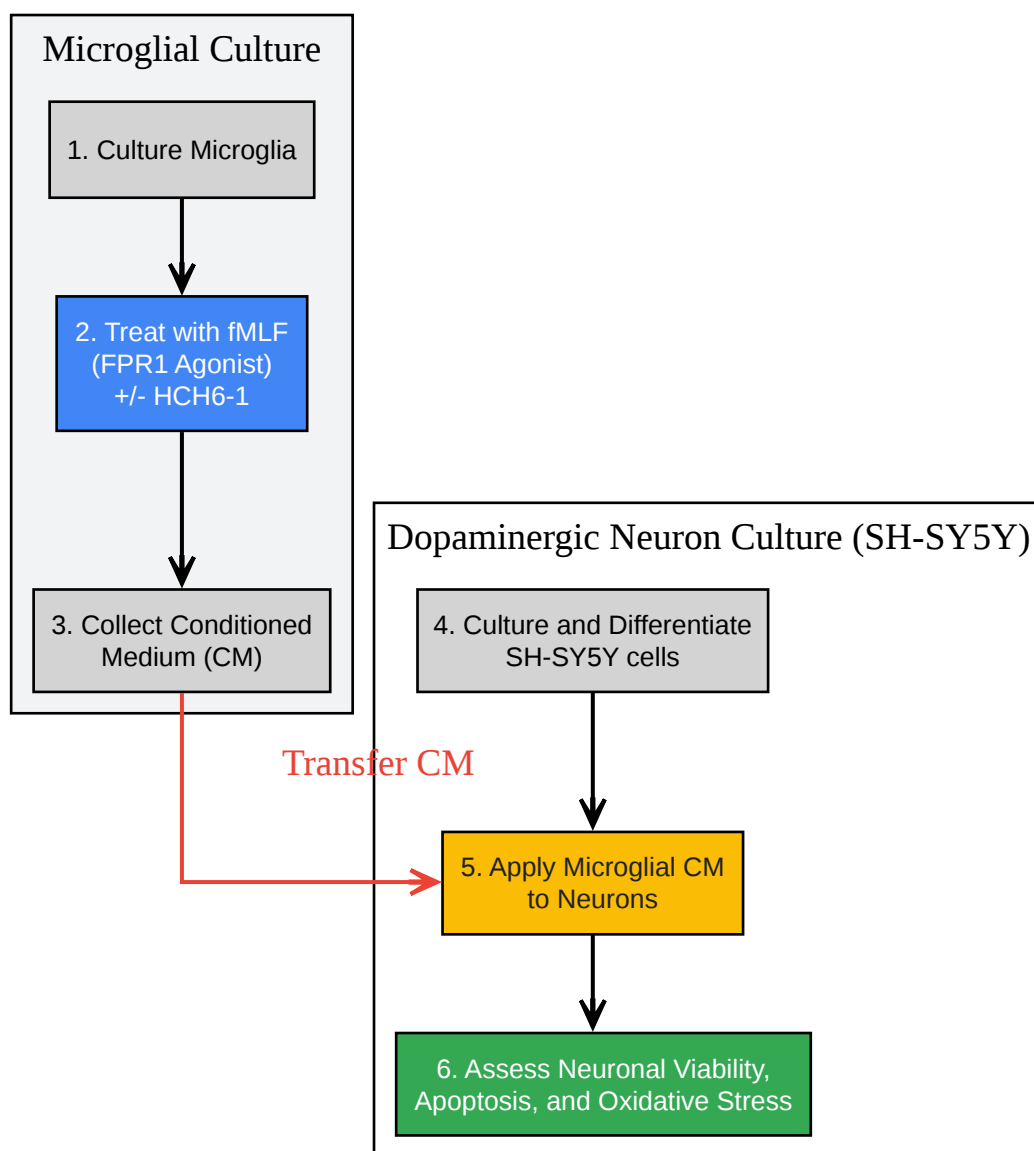 Microglial Culture
1. Culture Microglia
2. Treat with fMLF
(FPR1 Agonist)
+/- HCH6-1
3. Collect Conditioned
Medium (CM)
Transfer CM
Dopaminergic Neuron Culture (SH-SY5Y)
4. Culture and Differentiate
SH-SY5Y cells
5. Apply Microglial CM
to Neurons
6. Assess Neuronal Viability,
Apoptosis, and Oxidative Stress